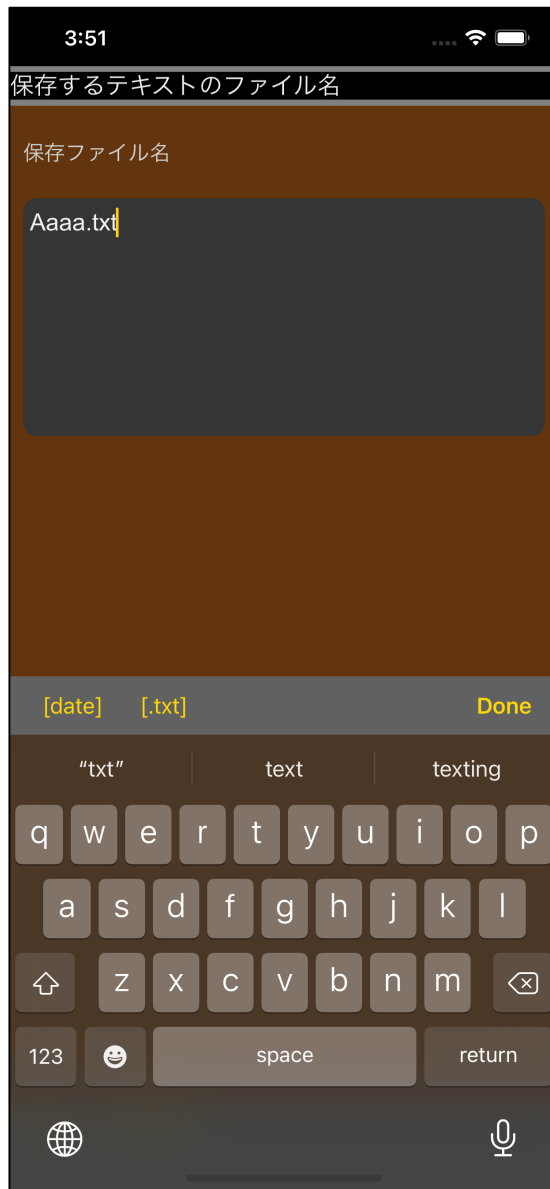 3:51
保存するテキストのファイル名
保存ファイル名
Aaaa.txt
[date] [.txt] Done
“txt” text texting
q w e r t y u i o p
a s d f g h j k l
z x c v b n m
123 space return